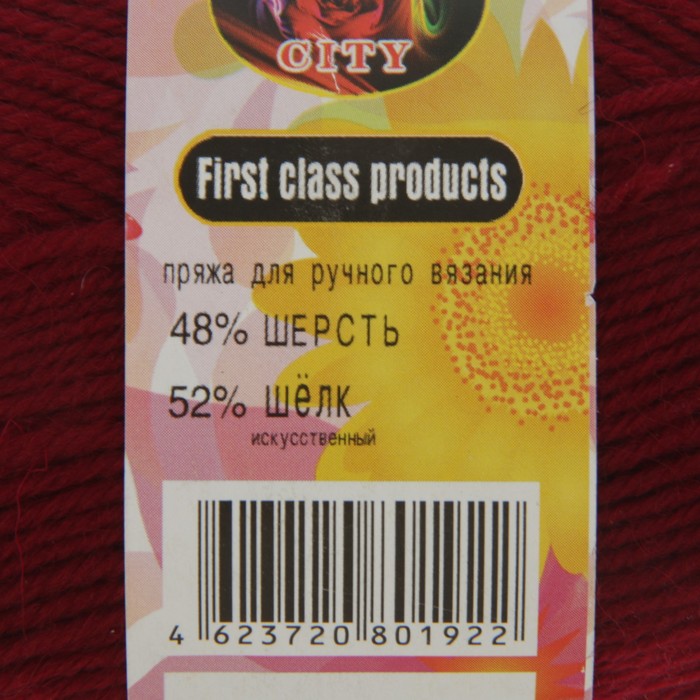 CITY
First class products
пряжа для ручного вязания
48% ШЕРСТЬ
52% ШЁЛК
искусственный
4 623720 801922